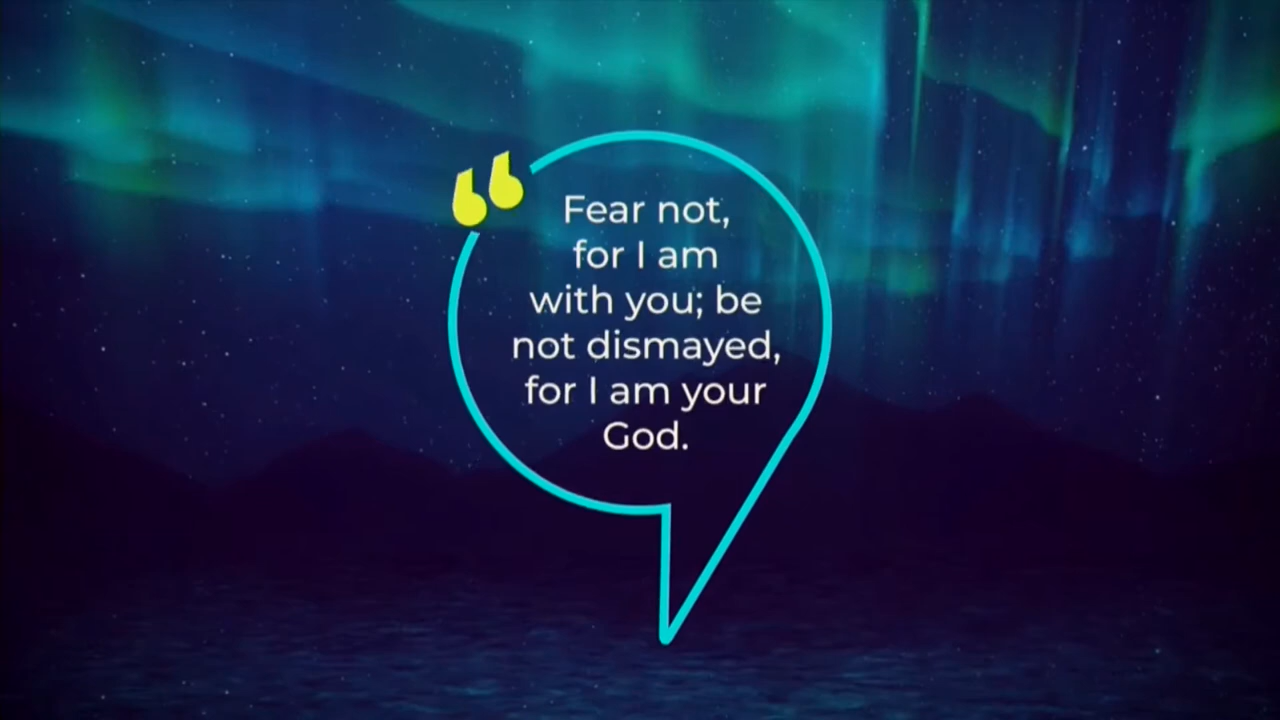 Fear not,
for I am
with you; be
not dismayed,
for I am your
God.